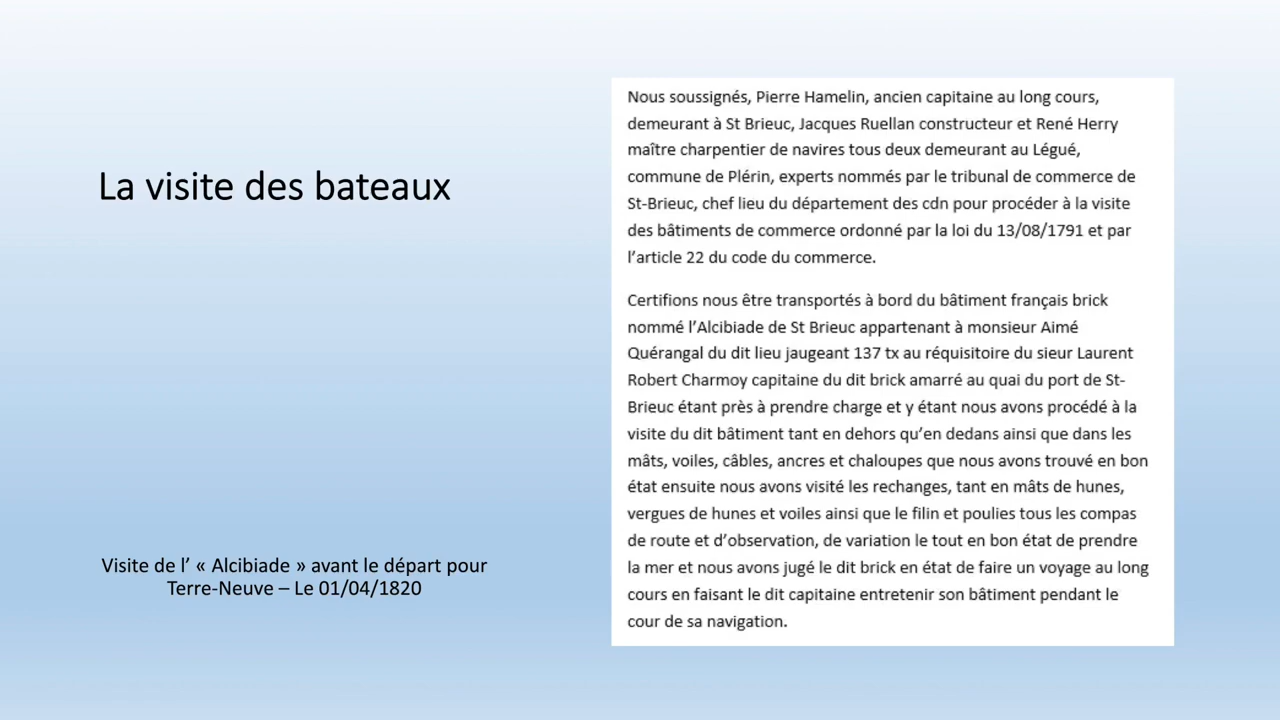 La visite des bateaux
Visite de l’ « Alcibiade » avant le départ pour
Terre-Neuve – Le 01/04/1820
Nous soussignés, Pierre Hamelin, ancien capitaine au long cours,
demeurant à St Brieuc, Jacques Ruellan constructeur et René Herry
maître charpentier de navires tous deux demeurant au Légué,
commune de Plérin, experts nommés par le tribunal de commerce de
St-Brieuc, chef lieu du département des cdn pour procéder à la visite
des bâtiments de commerce ordonné par la loi du 13/08/1791 et par
l’article 22 du code du commerce.
Certifions nous être transportés à bord du bâtiment français brick
nommé l’Alcibiade de St Brieuc appartenant à monsieur Aimé
Quérangal du dit lieu jaugeant 137 tx au réquisitoire du sieur Laurent
Robert Charmoy capitaine du dit brick amarré au quai du port de St-
Brieuc étant près à prendre charge et y étant nous avons procédé à la
visite du dit bâtiment tant en dehors qu’en dedans ainsi que dans les
mâts, voiles, câbles, ancres et chaloupes que nous avons trouvé en bon
état ensuite nous avons visité les rechanges, tant en mâts de hunes,
vergues de hunes et voiles ainsi que le filin et poulies tous les compas
de route et d’observation, de variation le tout en bon état de prendre
la mer et nous avons jugé le dit brick en état de faire un voyage au long
cours en faisant le dit capitaine entretenir son bâtiment pendant le
cour de sa navigation.